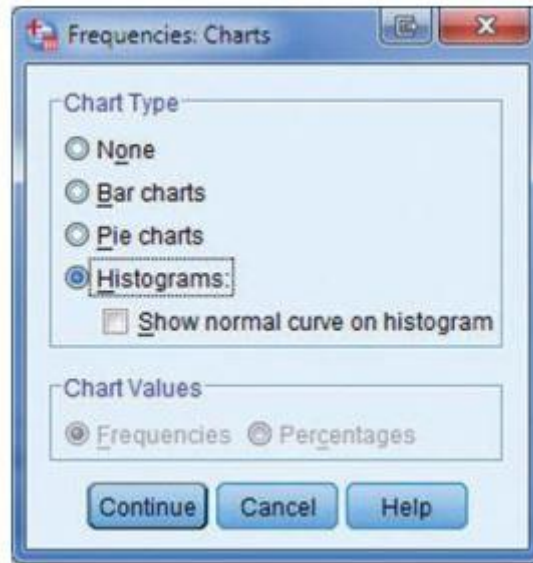 Frequencies: Charts
Chart Type
None
Bar charts
Pie charts
Histograms:
Show normal curve on histogram
Chart Values
Frequencies Percentages
Continue Cancel Help